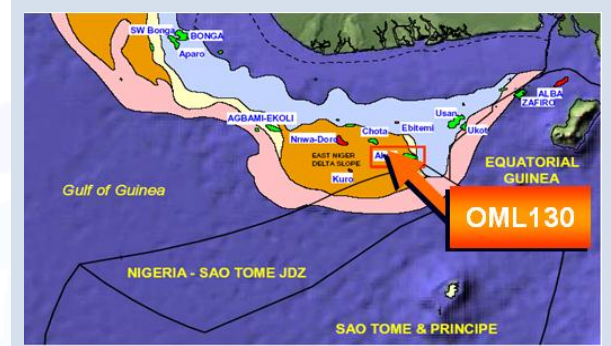 SW Bonga
BONGA
Aparo
ALBA
ZAFIRO
Usan
Ukot
AGBAMI-EKOLI
Chota
Ebitemi
Nnwa-Doro
EAST NIGER
DELTA SLOPE
Kuro
EQUATORIAL
GUINEA
Gulf of Guinea
OML130
NIGERIA - SAO TOME JDZ
SAO TOME & PRINCIPE